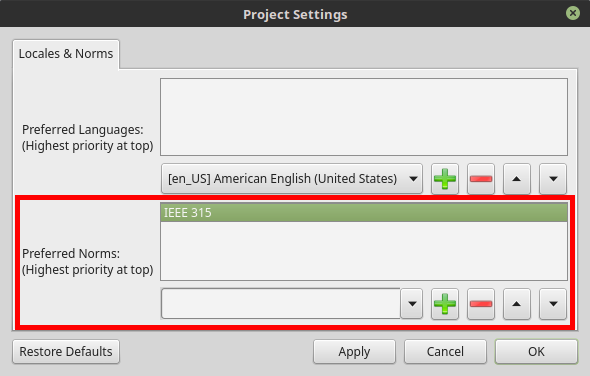 Project Settings
Locales & Norms
Preferred Languages:
(Highest priority at top)
[en_US] American English (United States)
IEEE 315
Preferred Norms:
(Highest priority at top)
Restore Defaults
Apply
Cancel
OK